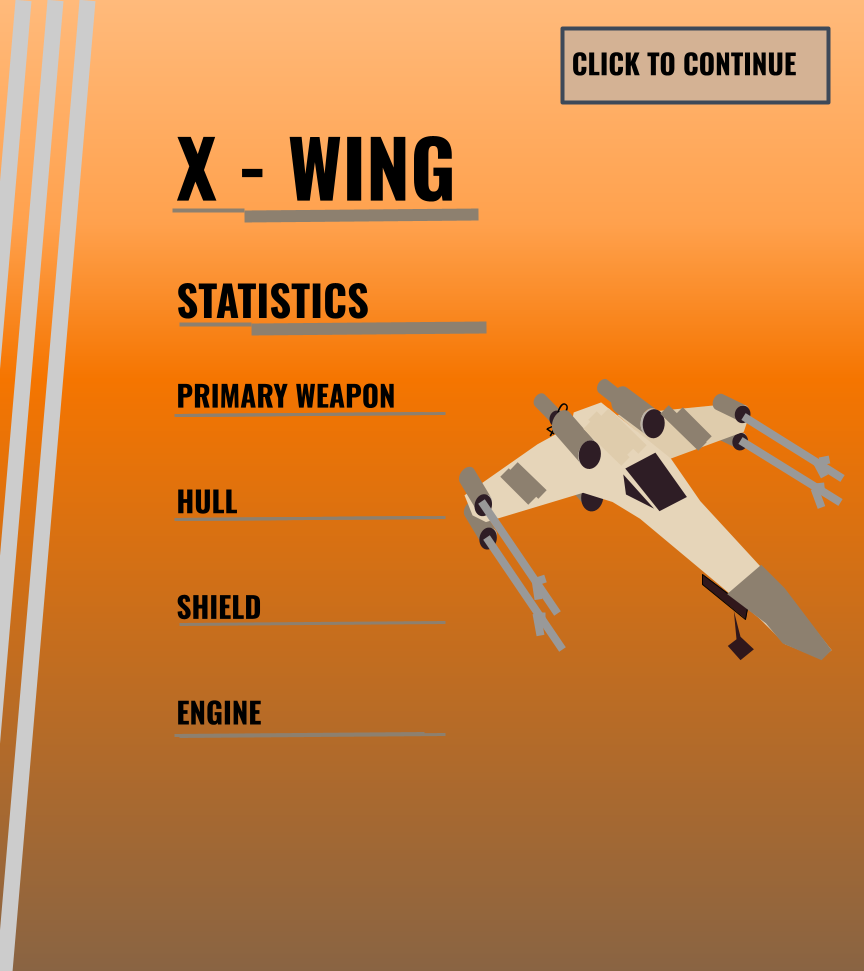 CLICK TO CONTINUE
X - WING
STATISTICS
PRIMARY WEAPON
HULL
SHIELD
ENGINE